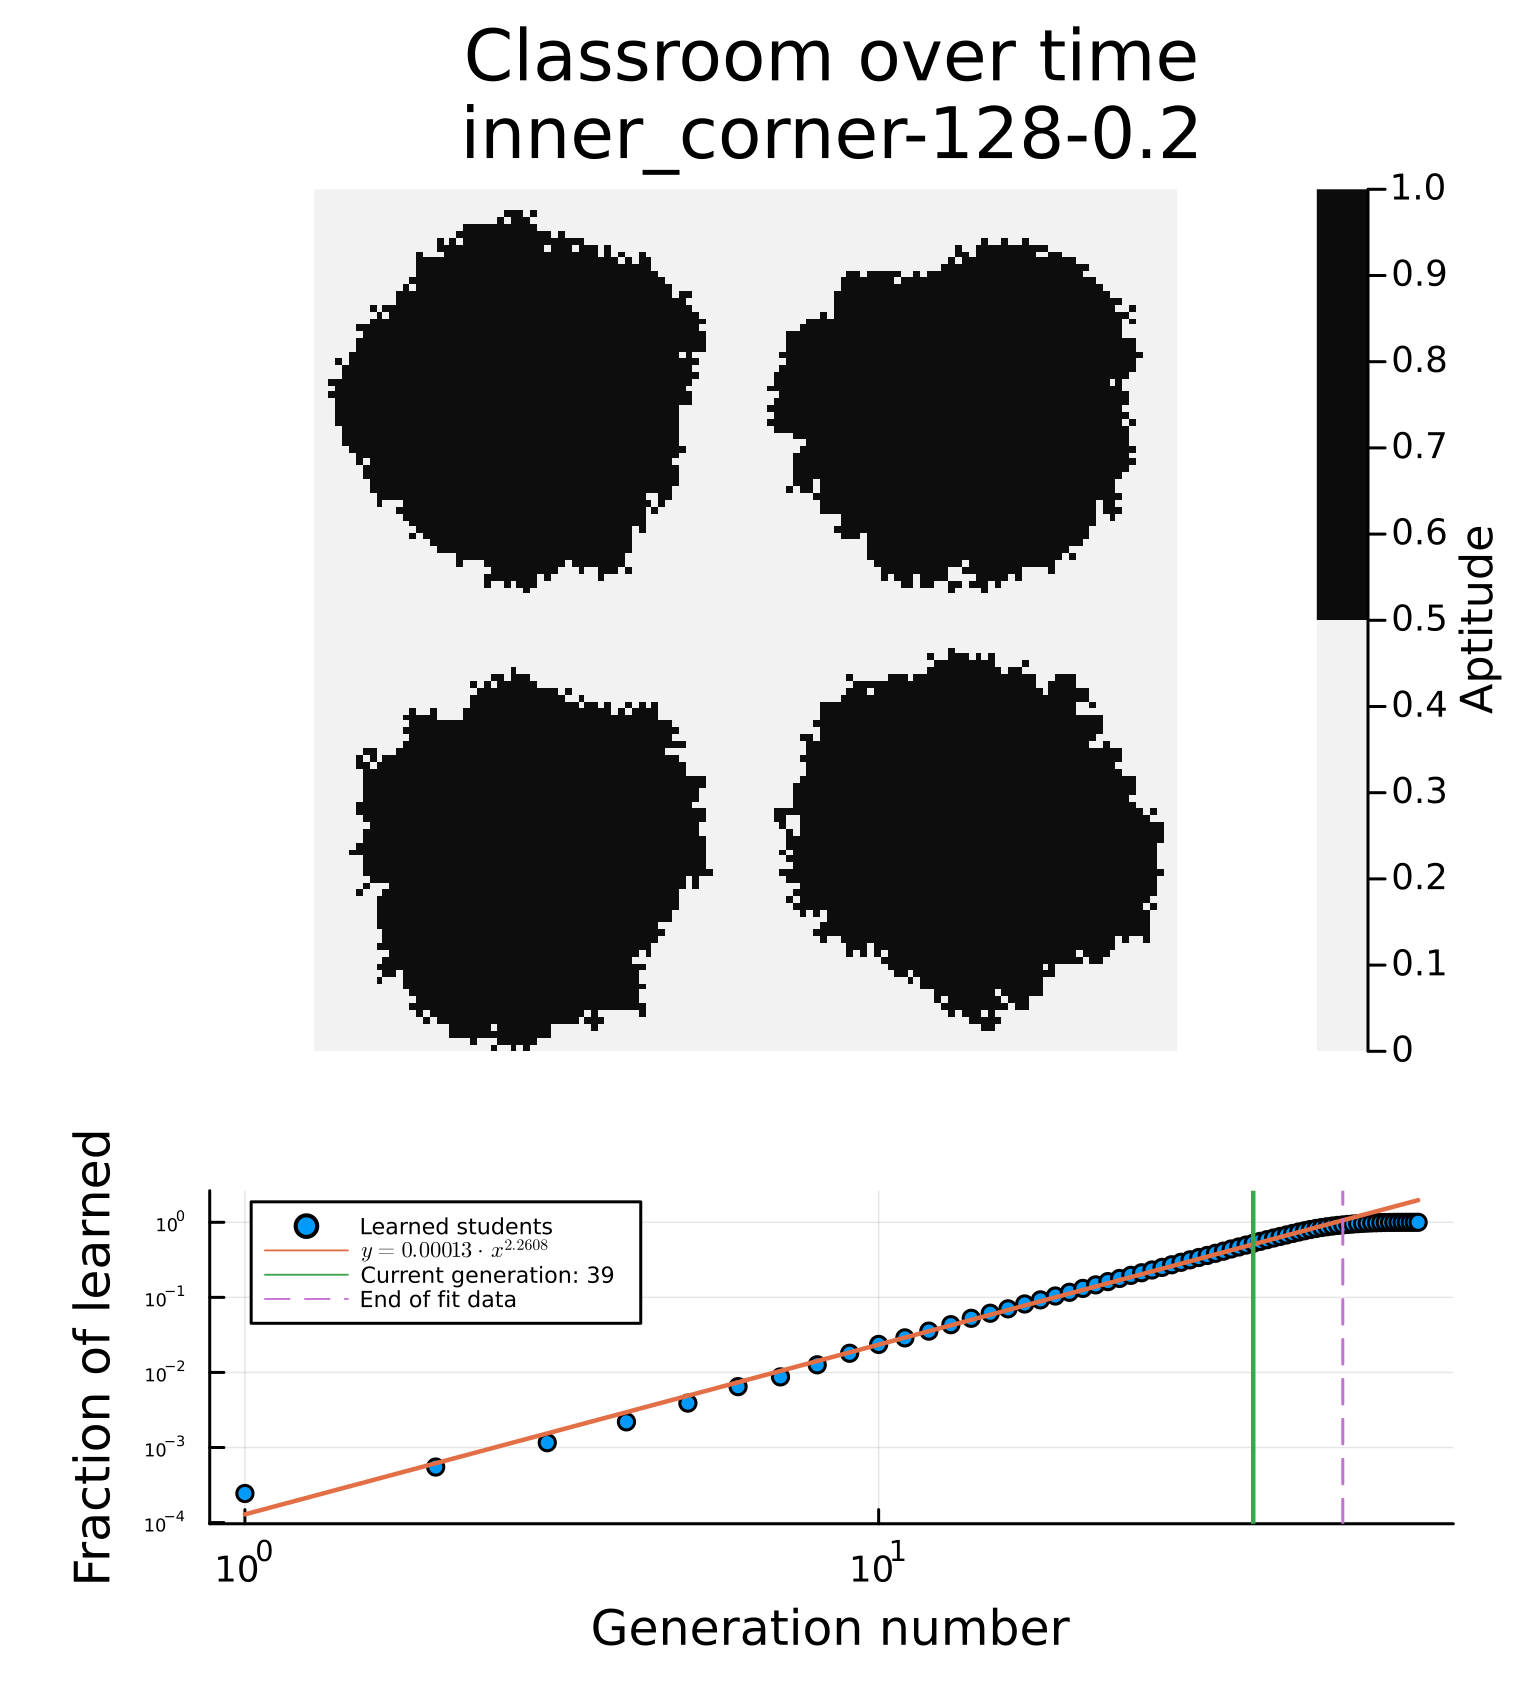 Classroom over time
inner_corner-128-0.2
1.0
0.9
0.8
0.7
0.6
0.5
0.4
0.3
0.2
0.1
0
Aptitude
Fraction of learned
10^0
10^-1
10^-2
10^-3
10^-4
Learned students
y = 0.00013 · x^2.2608
Current generation: 39
End of fit data
10^0
10^1
Generation number